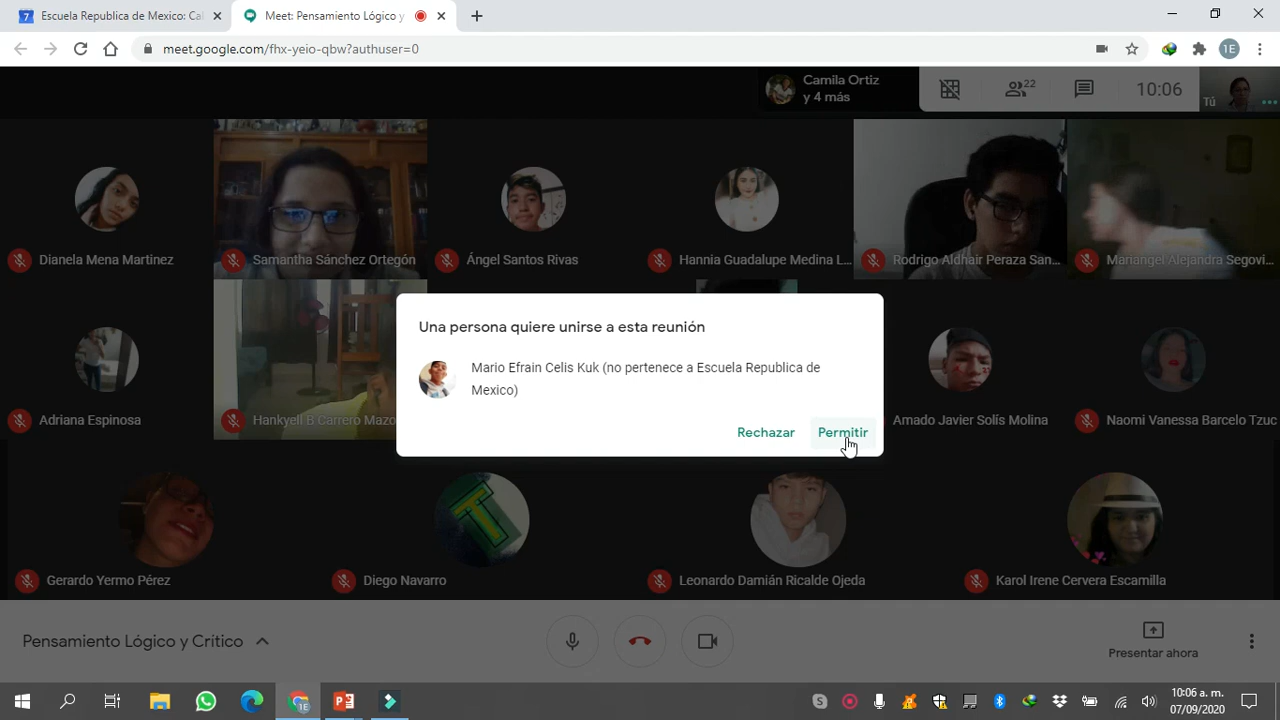 Escuela Republica de Mexico: Cal
Meet: Pensamiento Lógico y
meet.google.com/fhx-yeio-qbw?authuser=0
1E
Camila Ortiz
y 4 más
22
10:06
Tú
Dianela Mena Martinez
Samantha Sánchez Ortegón
Ángel Santos Rivas
Hannia Guadalupe Medina L...
Rodrigo Aldhair Peraza San...
Mariangel Alejandra Segovi...
Una persona quiere unirse a esta reunión
Mario Efrain Celis Kuk (no pertenece a Escuela Republica de
Mexico)
Rechazar
Permitir
Adriana Espinosa
Hankyell B Carrero Mazo
Amado Javier Solís Molina
Naomi Vanessa Barcelo Tzuc
Gerardo Yermo Pérez
Diego Navarro
Leonardo Damián Ricalde Ojeda
Karol Irene Cervera Escamilla
Pensamiento Lógico y Crítico
Presentar ahora
10:06 a. m.
07/09/2020